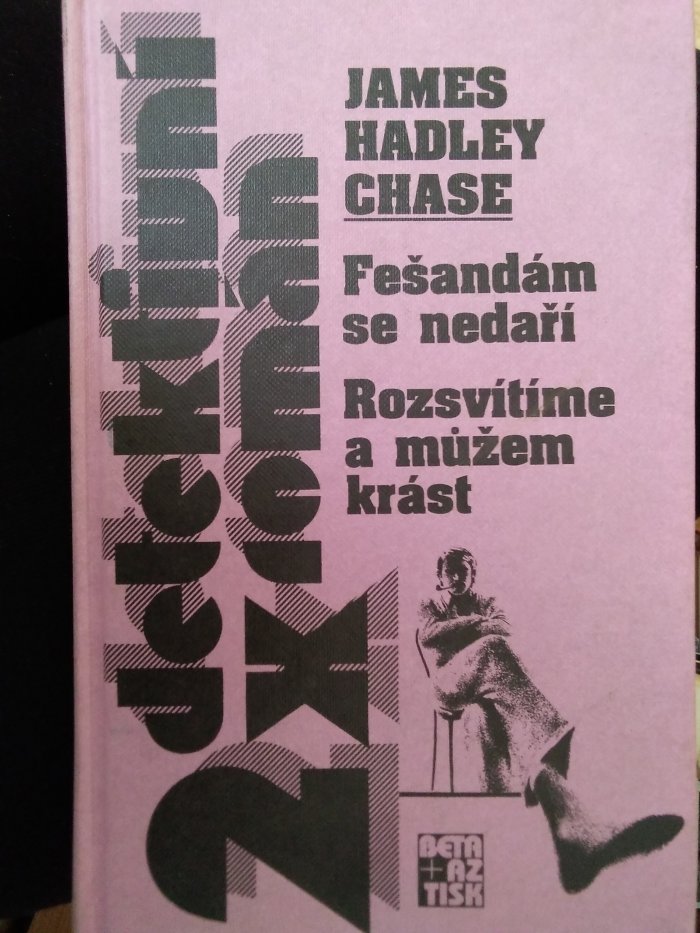 2x detektivní
román
JAMES
HADLEY
CHASE
Fešandám
se nedaří
Rozsvítíme
a můžem
krást
BETA
+AZ
TISK